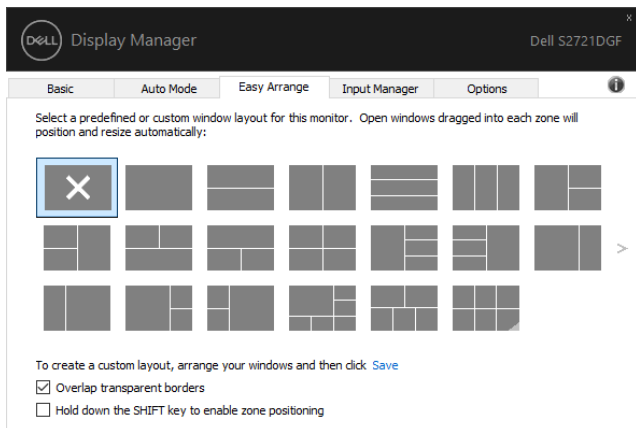 x
DELL Display Manager Dell S2721DGF
Basic Auto Mode Easy Arrange Input Manager Options
Select a predefined or custom window layout for this monitor. Open windows dragged into each zone will
position and resize automatically:
To create a custom layout, arrange your windows and then click Save
Overlap transparent borders
Hold down the SHIFT key to enable zone positioning